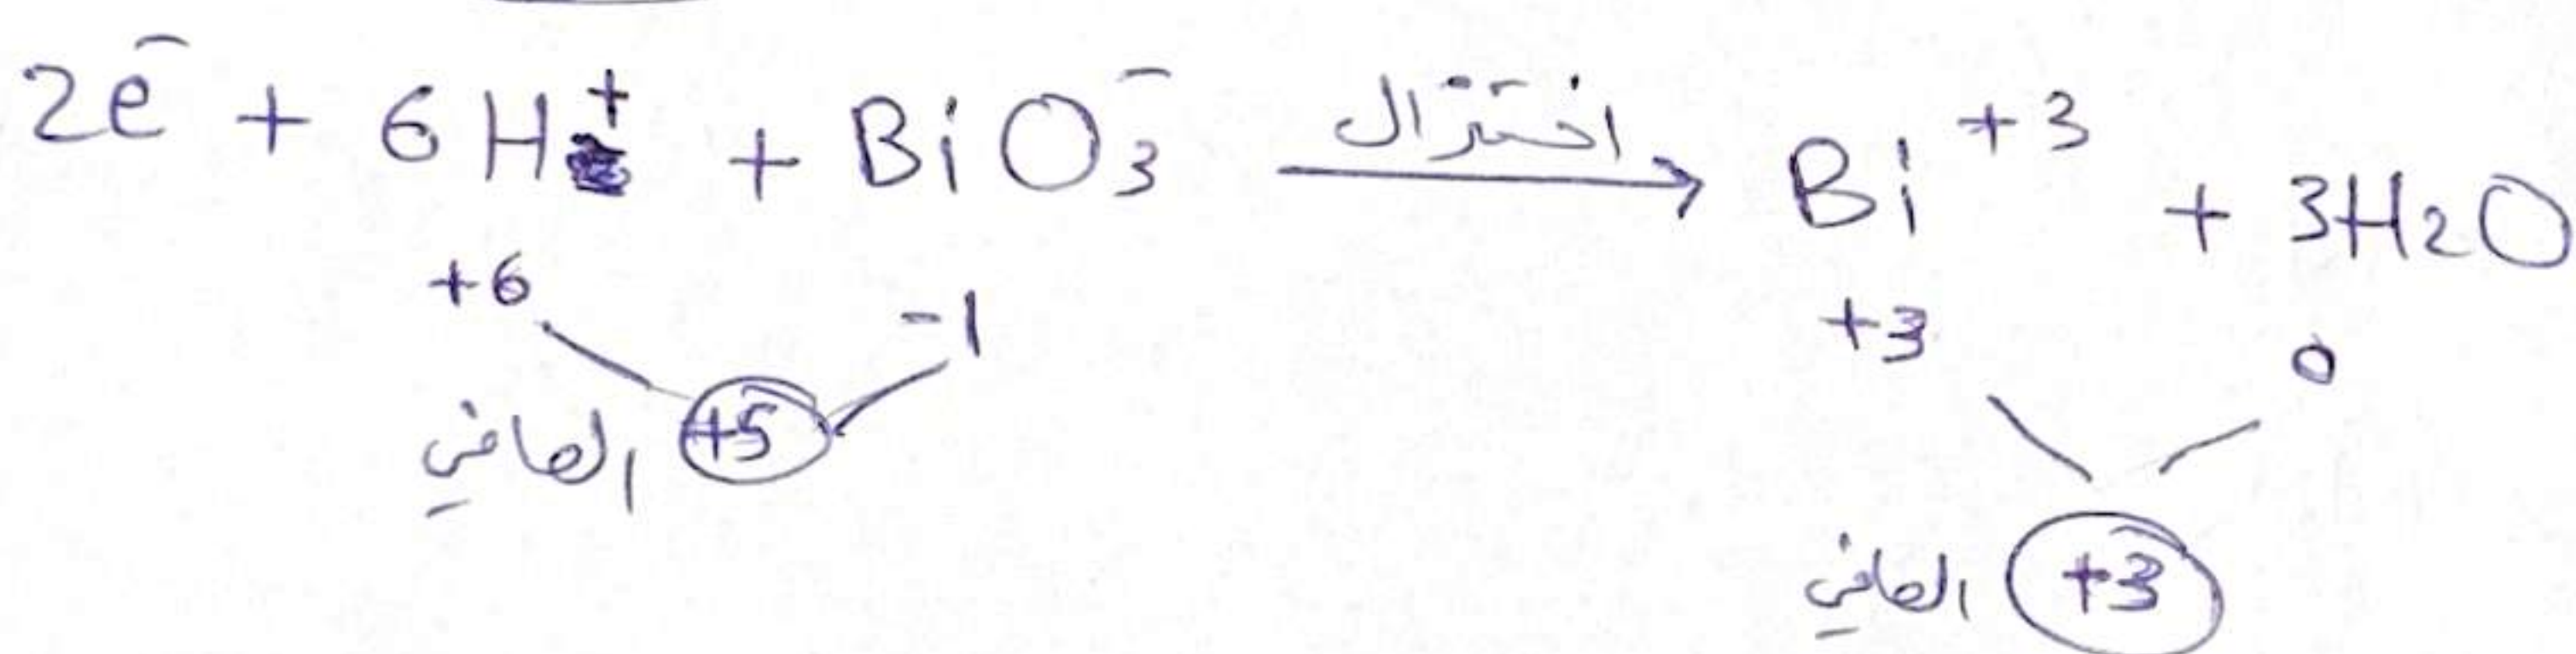 2e⁻ + 6H⁺ + BiO₃⁻ اختزال → Bi⁺³ + 3H₂O
+6 -1 +3 0
+5 الصافي
+3 الصافي